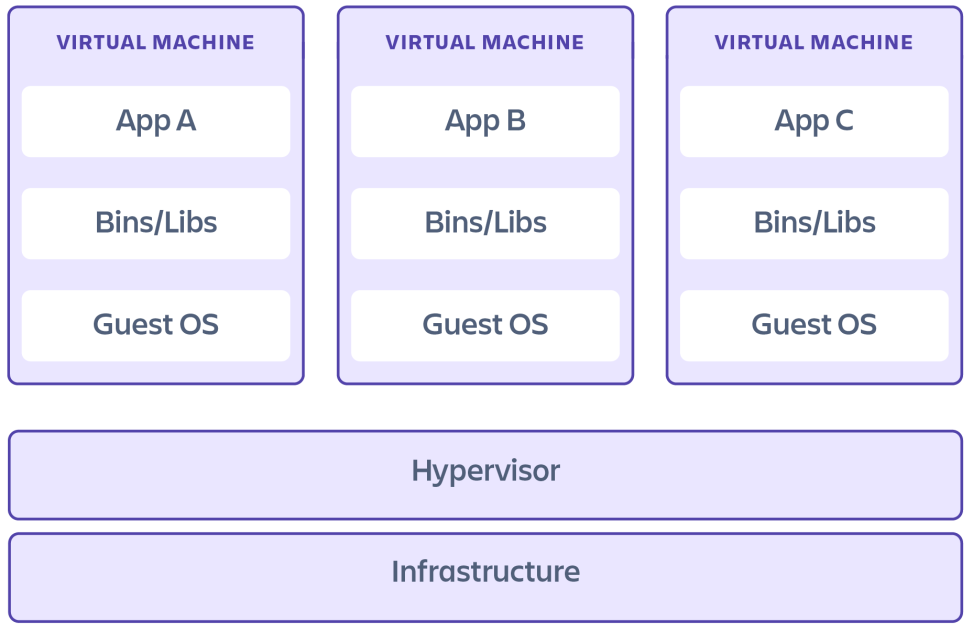 VIRTUAL MACHINE
App A
Bins/Libs
Guest OS
VIRTUAL MACHINE
App B
Bins/Libs
Guest OS
VIRTUAL MACHINE
App C
Bins/Libs
Guest OS
Hypervisor
Infrastructure